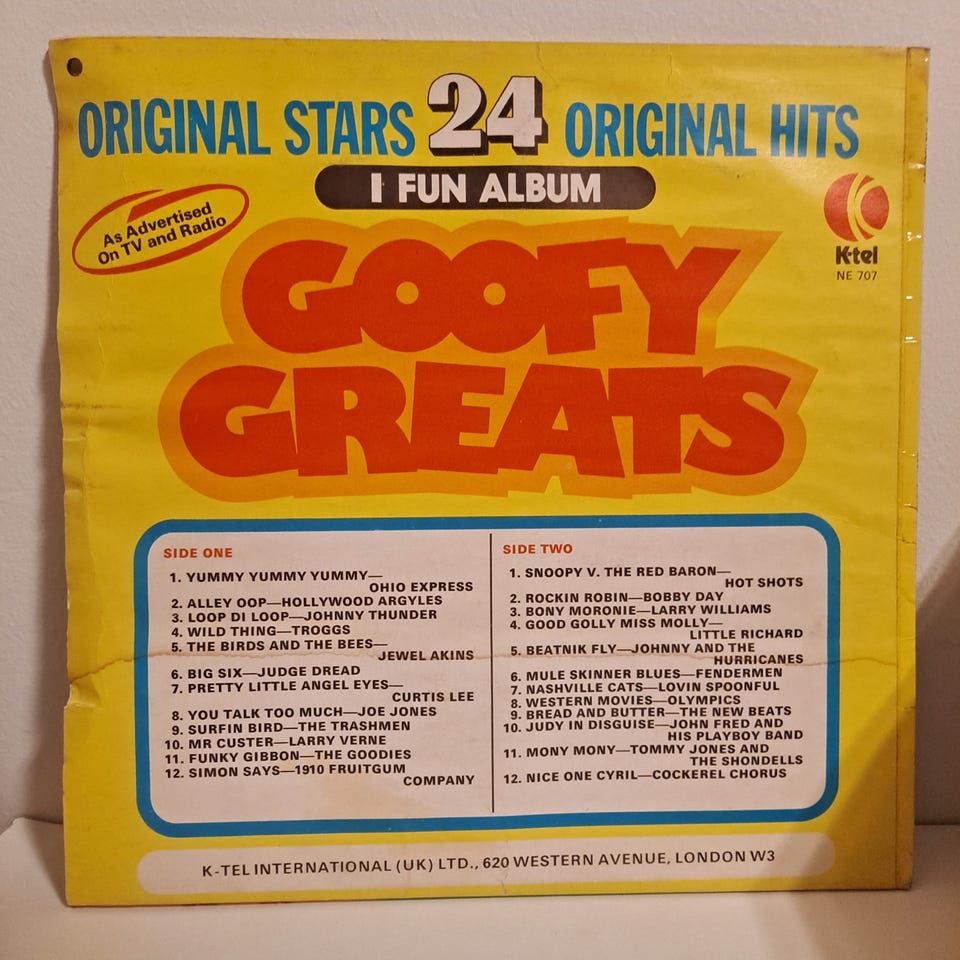 ORIGINAL STARS 24 ORIGINAL HITS
I FUN ALBUM
As Advertised
On TV and Radio
K-tel
NE 707
GOOFY
GREATS
SIDE ONE
1. YUMMY YUMMY YUMMY—
OHIO EXPRESS
2. ALLEY OOP—HOLLYWOOD ARGYLES
3. LOOP DI LOOP—JOHNNY THUNDER
4. WILD THING—TROGGS
5. THE BIRDS AND THE BEES—
JEWEL AKINS
6. BIG SIX—JUDGE DREAD
7. PRETTY LITTLE ANGEL EYES—
CURTIS LEE
8. YOU TALK TOO MUCH—JOE JONES
9. SURFIN BIRD—THE TRASHMEN
10. MR CUSTER—LARRY VERNE
11. FUNKY GIBBON—THE GOODIES
12. SIMON SAYS—1910 FRUITGUM
COMPANY
SIDE TWO
1. SNOOPY V. THE RED BARON—
HOT SHOTS
2. ROCKIN ROBIN—BOBBY DAY
3. BONY MORONIE—LARRY WILLIAMS
4. GOOD GOLLY MISS MOLLY—
LITTLE RICHARD
5. BEATNIK FLY—JOHNNY AND THE
HURRICANES
6. MULE SKINNER BLUES—FENDERMEN
7. NASHVILLE CATS—LOVIN SPOONFUL
8. WESTERN MOVIES—OLYMPICS
9. BREAD AND BUTTER—THE NEW BEATS
10. JUDY IN DISGUISE—JOHN FRED AND
HIS PLAYBOY BAND
11. MONY MONY—TOMMY JONES AND
THE SHONDELLS
12. NICE ONE CYRIL—COCKEREL CHORUS
K-TEL INTERNATIONAL (UK) LTD., 620 WESTERN AVENUE, LONDON W3